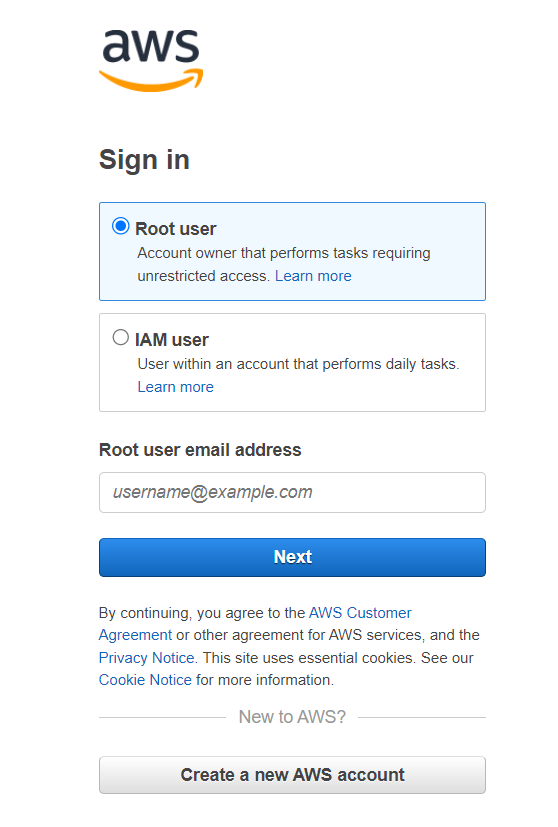 aws
Sign in
Root user
Account owner that performs tasks requiring
unrestricted access. Learn more
IAM user
User within an account that performs daily tasks.
Learn more
Root user email address
username@example.com
Next
By continuing, you agree to the AWS Customer
Agreement or other agreement for AWS services, and the
Privacy Notice. This site uses essential cookies. See our
Cookie Notice for more information.
New to AWS?
Create a new AWS account